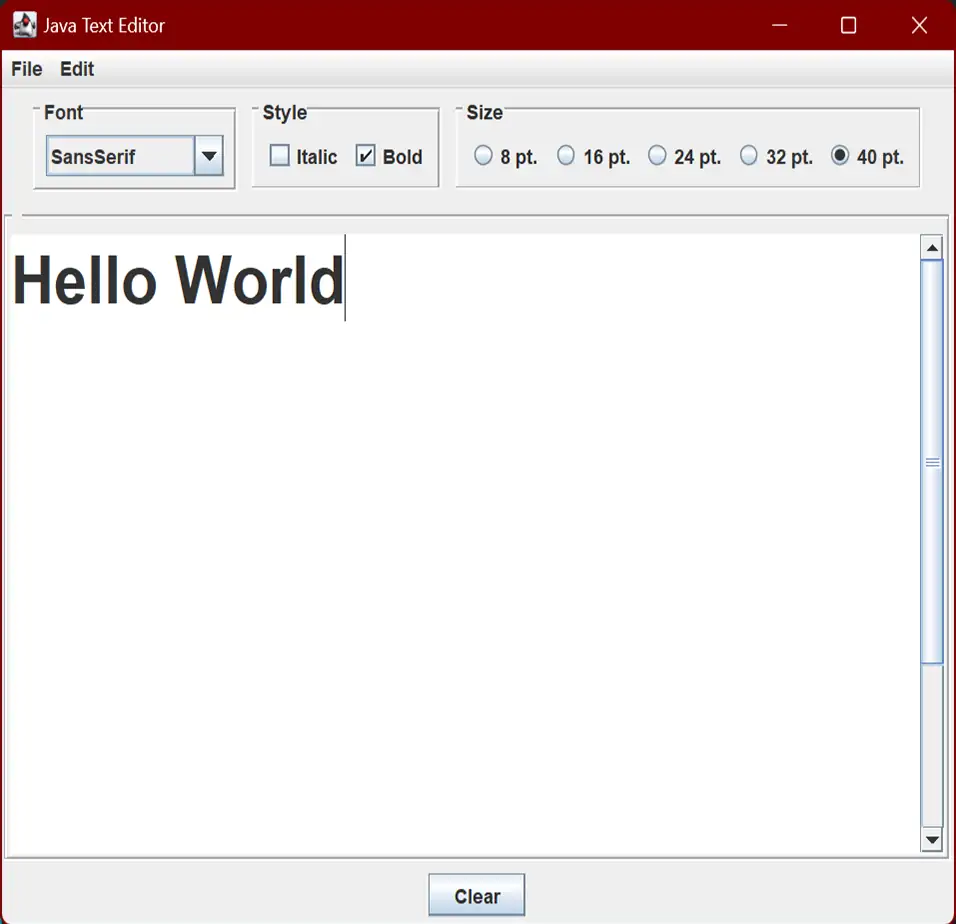 Java Text Editor
File Edit
Font Style Size
SansSerif Italic Bold 8 pt. 16 pt. 24 pt. 32 pt. 40 pt.
Hello World
Clear